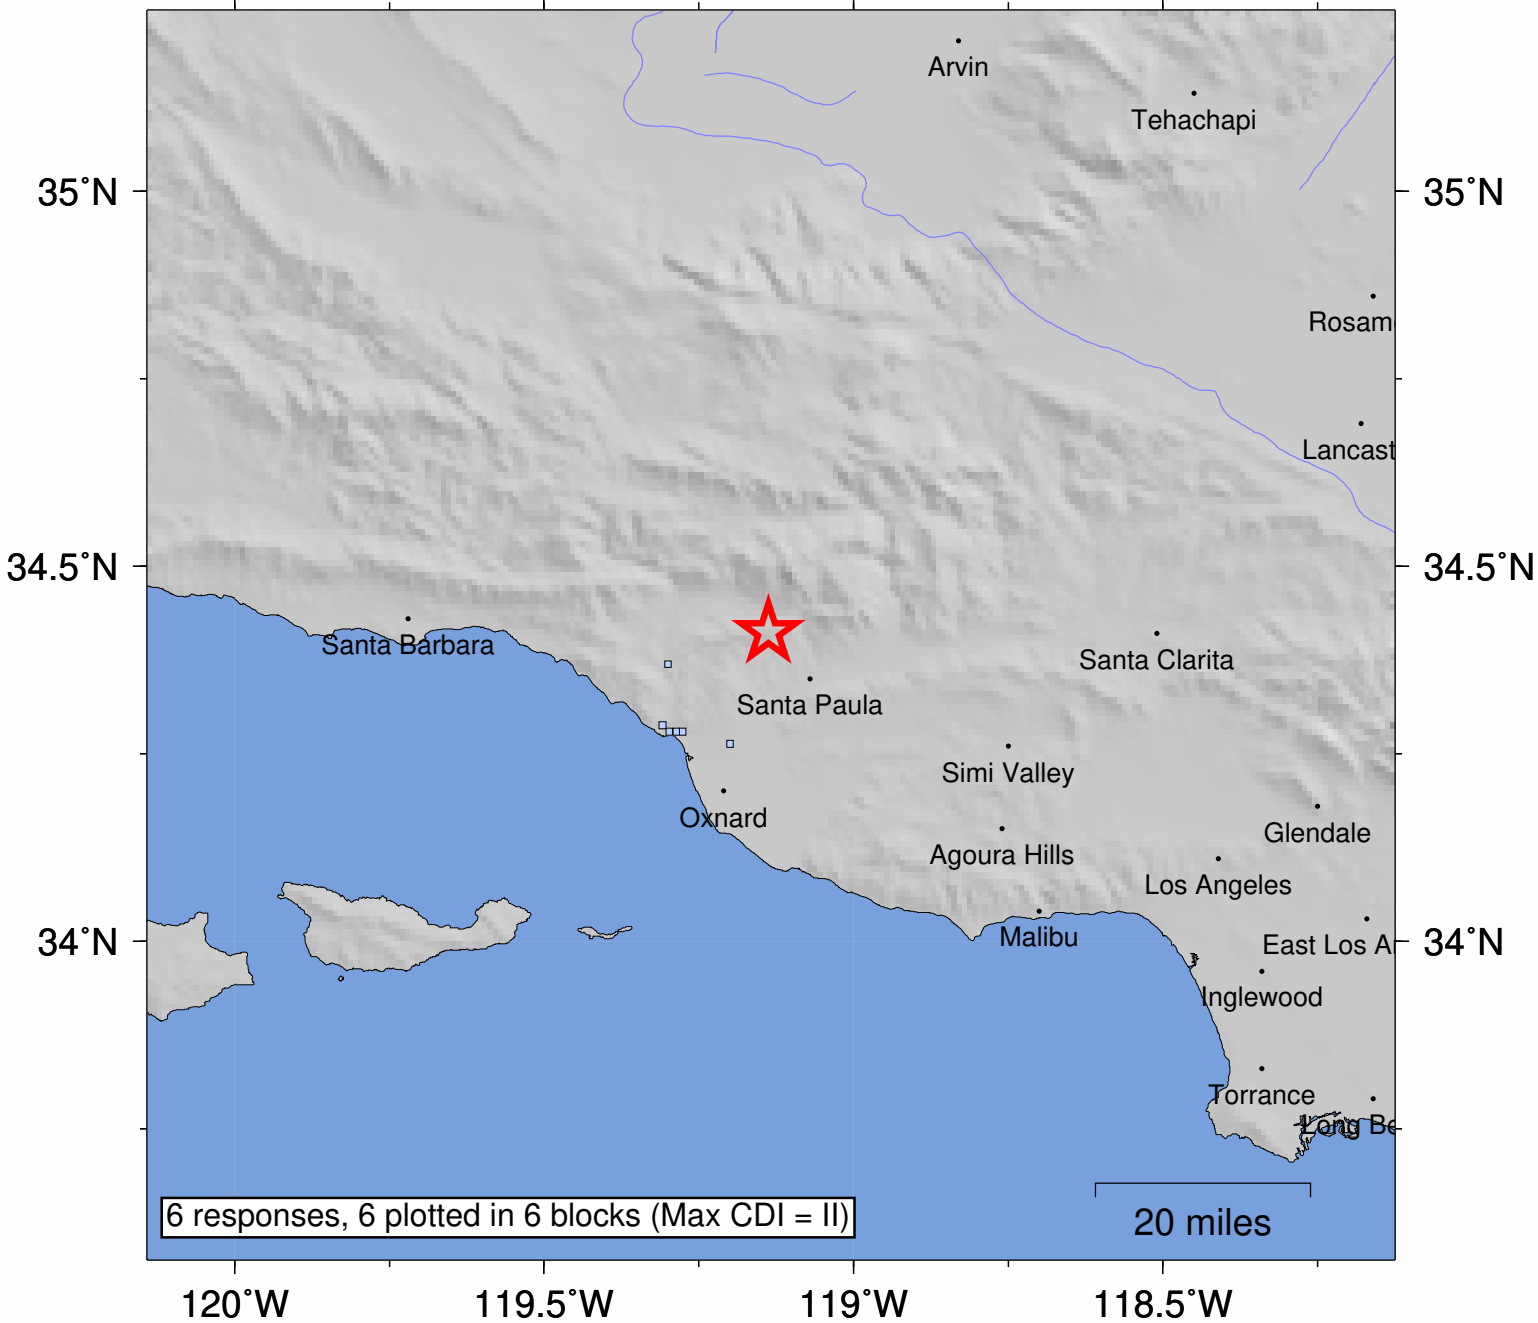 Arvin
Tehachapi
35˚N
35˚N
Rosam
Lancast
34.5˚N
34.5˚N
Santa Barbara
Santa Clarita
Santa Paula
Simi Valley
Oxnard
Glendale
Agoura Hills
Los Angeles
34˚N
Malibu
East Los A
34˚N
Inglewood
Torrance
Long Be
6 responses, 6 plotted in 6 blocks (Max CDI = II)
20 miles
120˚W
119.5˚W
119˚W
118.5˚W